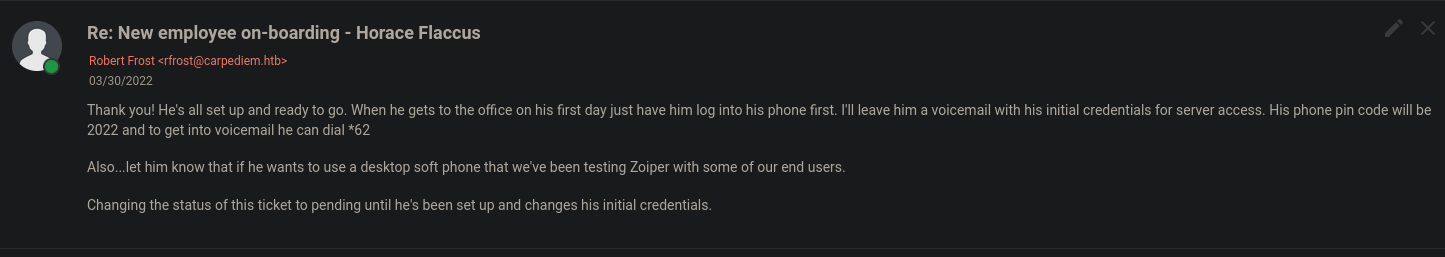 Re: New employee on-boarding - Horace Flaccus
Robert Frost <rfrost@carpediem.htb>
03/30/2022
Thank you! He's all set up and ready to go. When he gets to the office on his first day just have him log into his phone first. I'll leave him a voicemail with his initial credentials for server access. His phone pin code will be
2022 and to get into voicemail he can dial *62
Also...let him know that if he wants to use a desktop soft phone that we've been testing Zoiper with some of our end users.
Changing the status of this ticket to pending until he's been set up and changes his initial credentials.